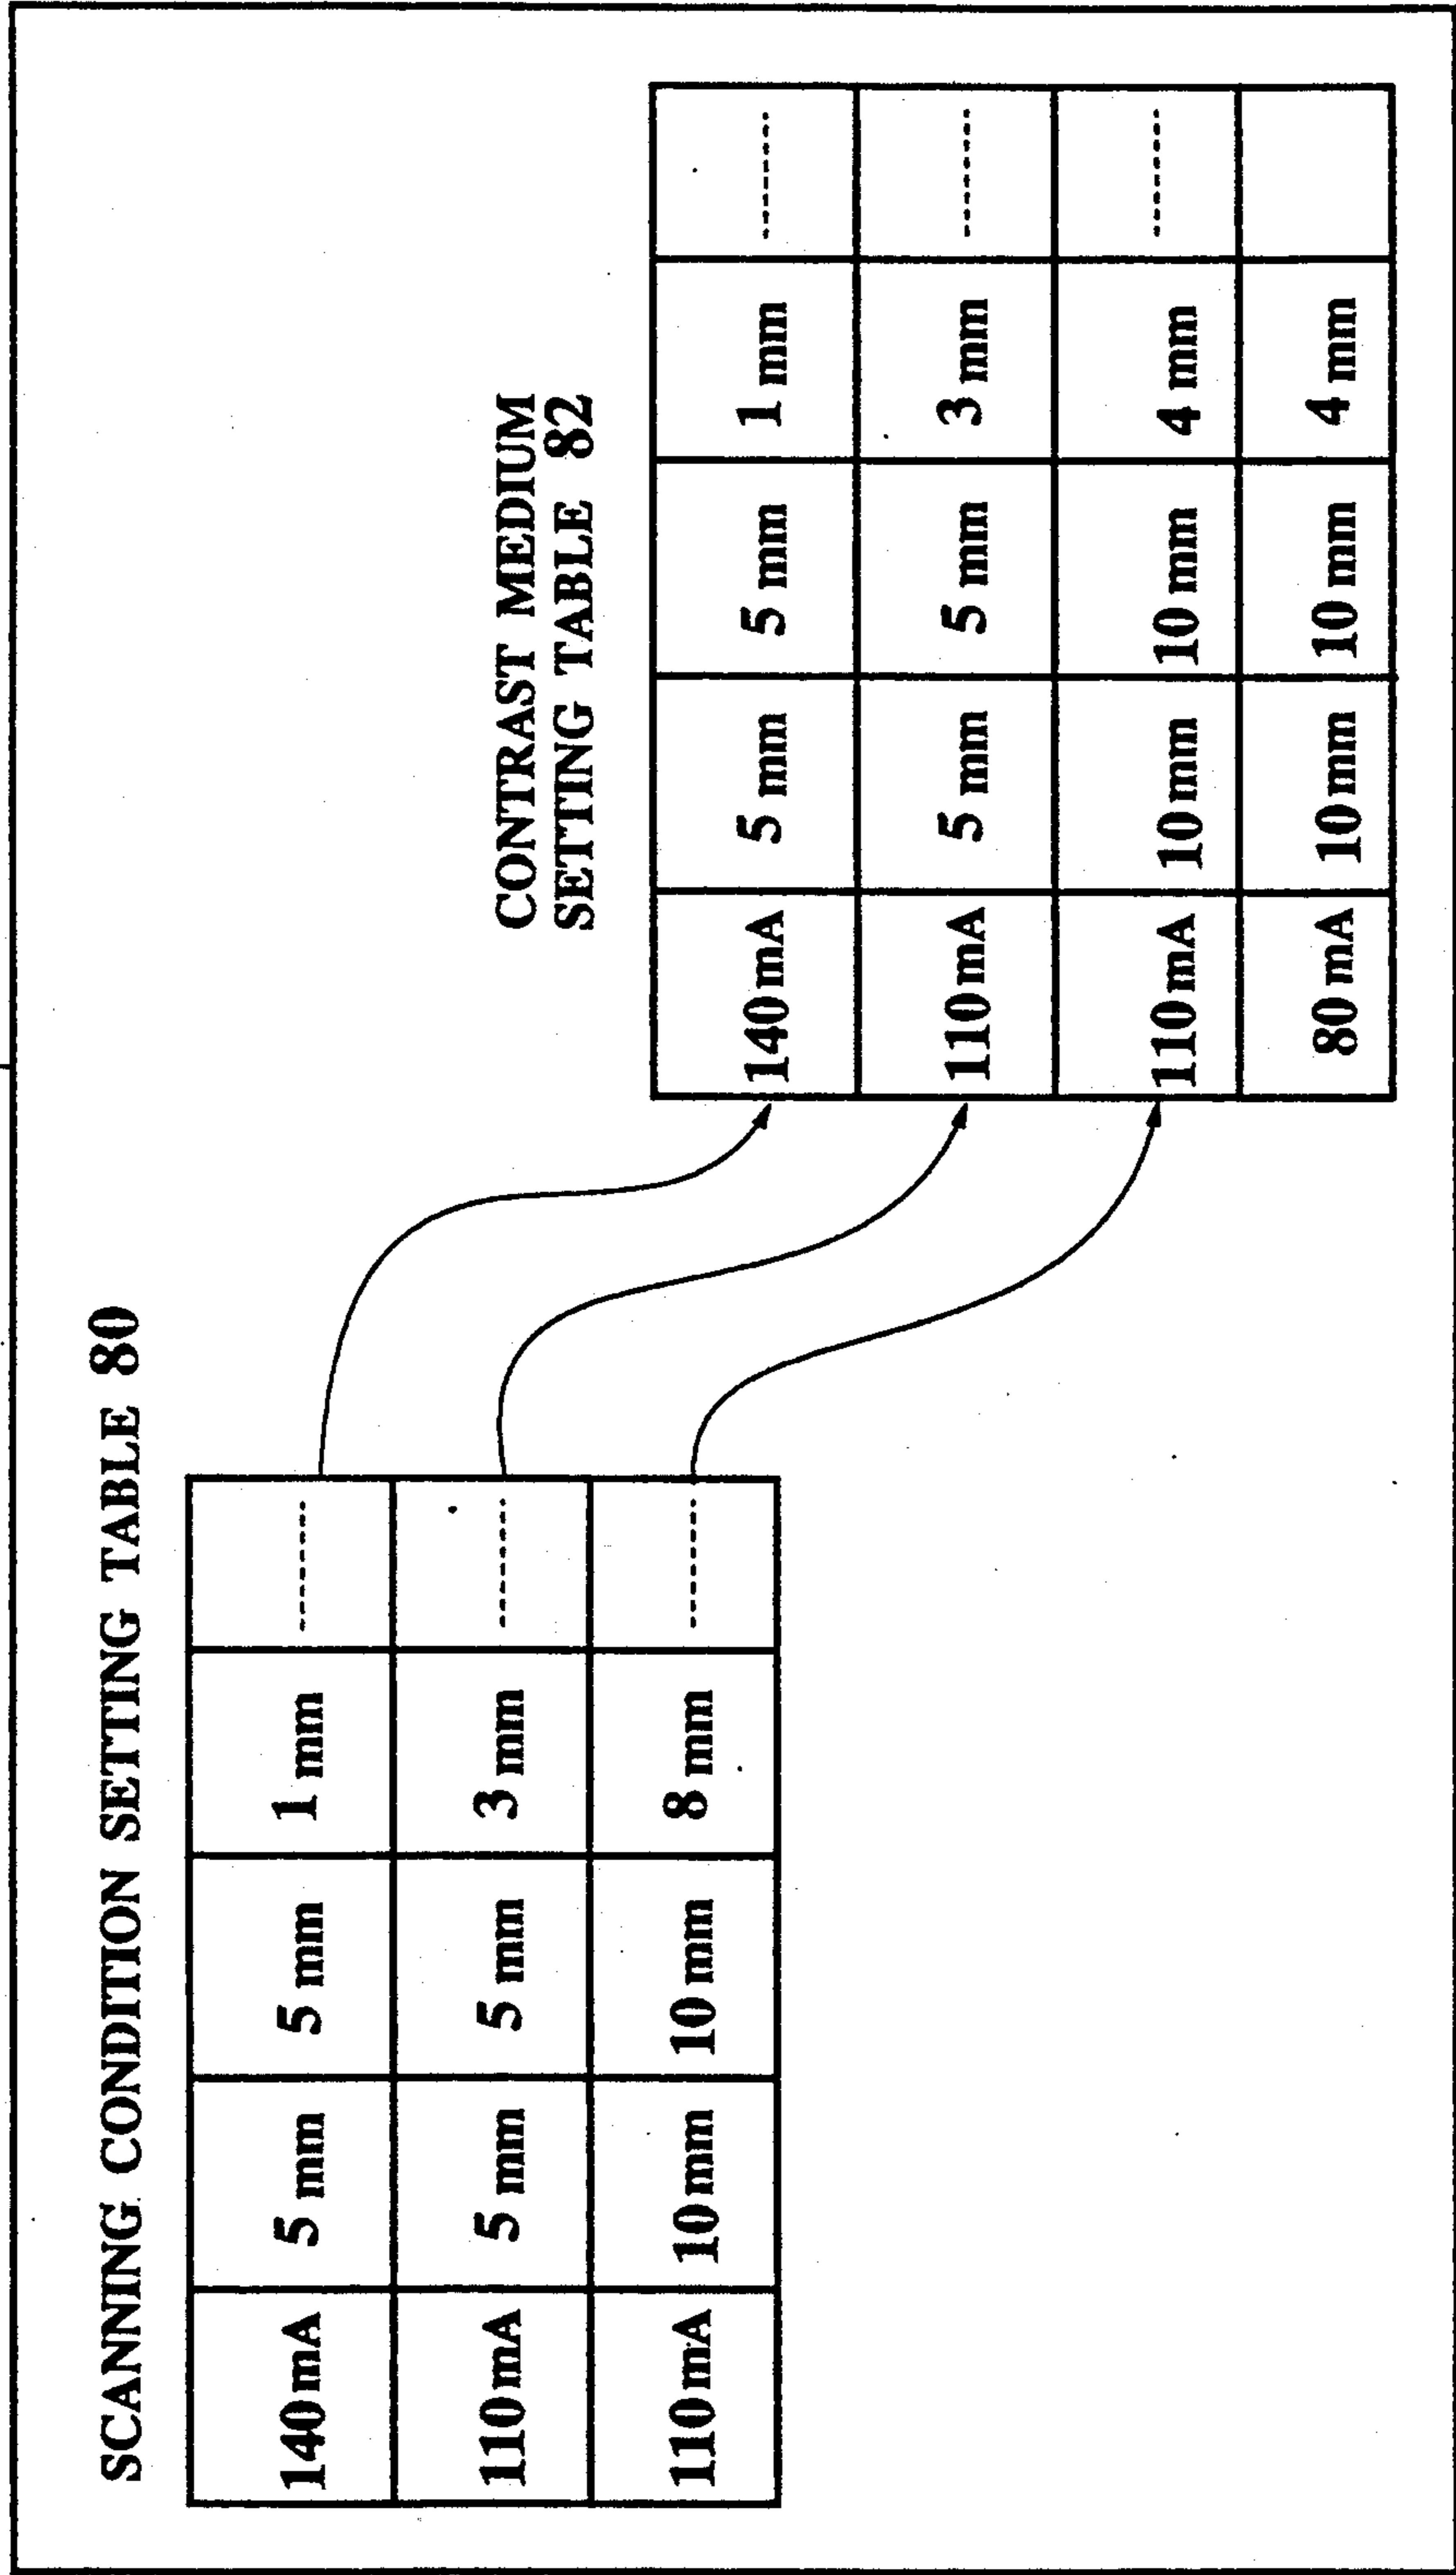 SCANNING CONDITION SETTING TABLE 80
140mA 5 mm 5 mm 1 mm --------
110mA 5 mm 5 mm 3 mm --------
110mA 10mm 10 mm 8 mm --------
CONTRAST MEDIUM
SETTING TABLE 82
140mA 5 mm 5 mm 1 mm --------
110mA 5 mm 5 mm 3 mm --------
110mA 10mm 10mm 4 mm --------
80 mA 10mm 10mm 4 mm